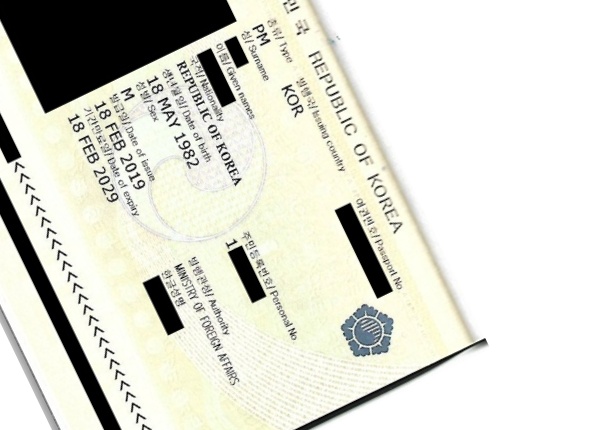 민 국 REPUBLIC OF KOREA
종류/Type
발행국/Issuing country
여권번호/Passport No
PM
KOR
성/Surname
이름/Given names
국적/Nationality
주민등록번호/Personal No
REPUBLIC OF KOREA
1
생년월일/Date of birth
18 MAY 1982
성별/Sex
발행관청/Authority
M
MINISTRY OF FOREIGN AFFAIRS
발급일/Date of issue
한글성명
18 FEB 2019
기간만료일/Date of expiry
18 FEB 2029
<<<<<<<<<<<<<<<<<<<<